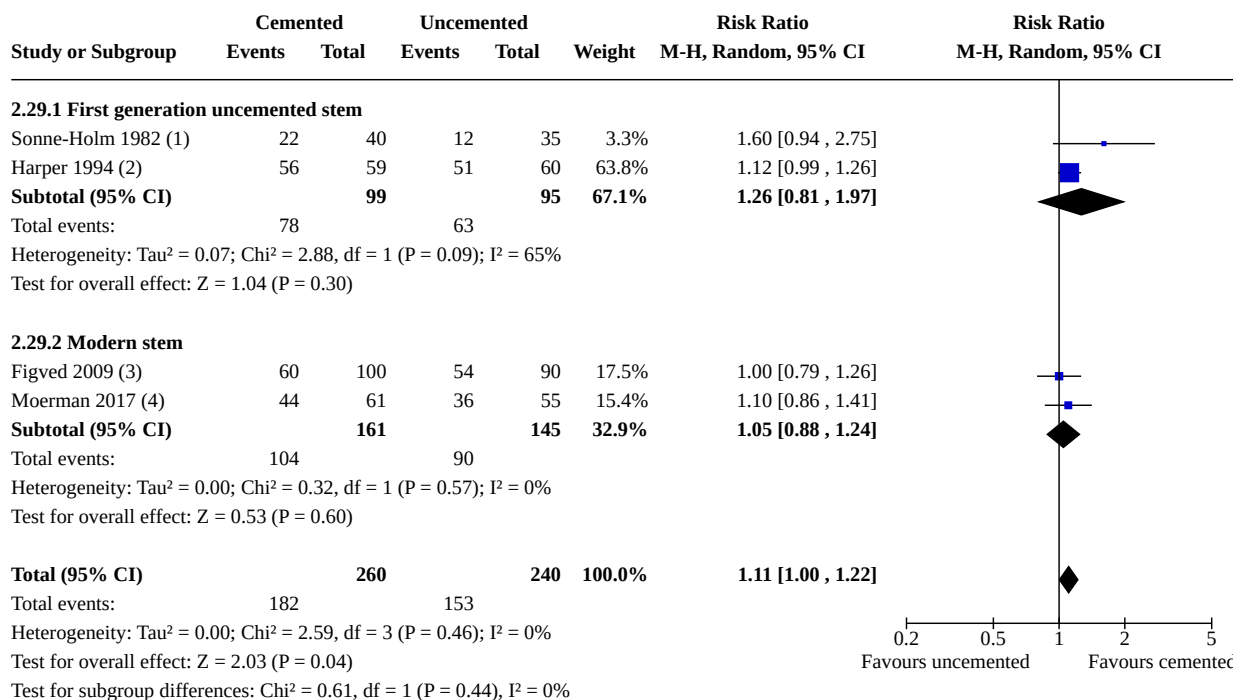 Cemented Uncemented Risk Ratio Risk Ratio
Study or Subgroup Events Total Events Total Weight M-H, Random, 95% CI M-H, Random, 95% CI
2.29.1 First generation uncemented stem
Sonne-Holm 1982 (1) 22 40 12 35 3.3% 1.60 [0.94 , 2.75]
Harper 1994 (2) 56 59 51 60 63.8% 1.12 [0.99 , 1.26]
Subtotal (95% CI) 99 95 67.1% 1.26 [0.81 , 1.97]
Total events: 78 63
Heterogeneity: Tau² = 0.07; Chi² = 2.88, df = 1 (P = 0.09); I² = 65%
Test for overall effect: Z = 1.04 (P = 0.30)
2.29.2 Modern stem
Figved 2009 (3) 60 100 54 90 17.5% 1.00 [0.79 , 1.26]
Moerman 2017 (4) 44 61 36 55 15.4% 1.10 [0.86 , 1.41]
Subtotal (95% CI) 161 145 32.9% 1.05 [0.88 , 1.24]
Total events: 104 90
Heterogeneity: Tau² = 0.00; Chi² = 0.32, df = 1 (P = 0.57); I² = 0%
Test for overall effect: Z = 0.53 (P = 0.60)
Total (95% CI) 260 240 100.0% 1.11 [1.00 , 1.22]
Total events: 182 153
Heterogeneity: Tau² = 0.00; Chi² = 2.59, df = 3 (P = 0.46); I² = 0%
0.2 0.5 1 2 5
Test for overall effect: Z = 2.03 (P = 0.04) Favours uncemented Favours cemented
Test for subgroup differences: Chi² = 0.61, df = 1 (P = 0.44), I² = 0%